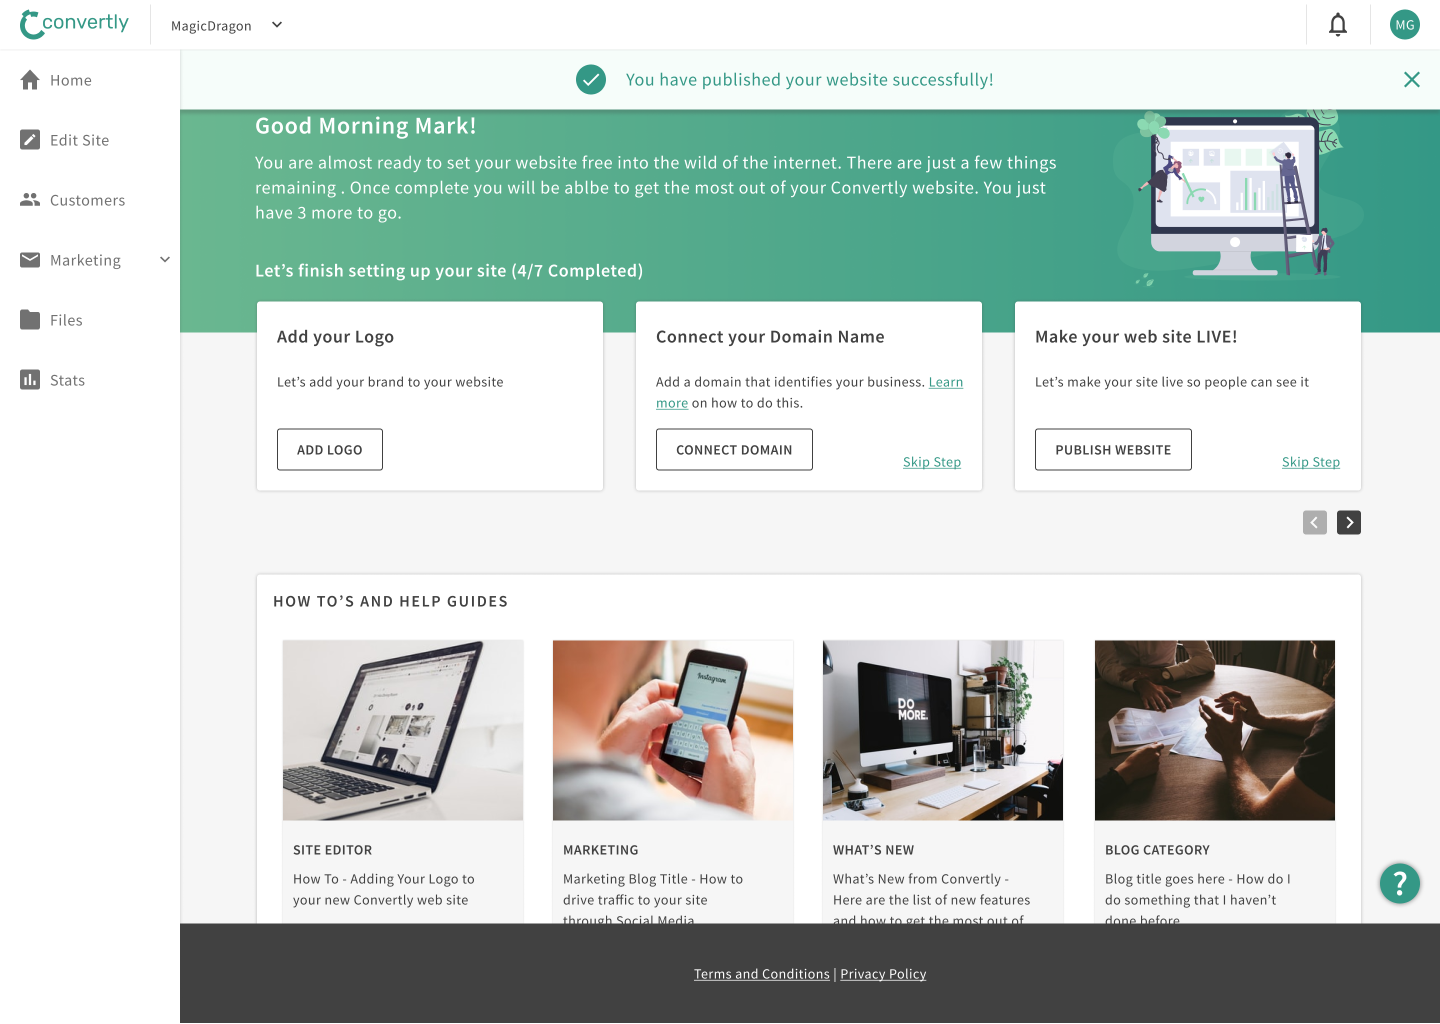 convertly
MagicDragon
MG
Home
Edit Site
Customers
Marketing
Files
Stats
You have published your website successfully!
Good Morning Mark!
You are almost ready to set your website free into the wild of the internet. There are just a few things
remaining . Once complete you will be ablbe to get the most out of your Convertly website. You just
have 3 more to go.
Let’s finish setting up your site (4/7 Completed)
Add your Logo
Let’s add your brand to your website
ADD LOGO
Connect your Domain Name
Add a domain that identifies your business. Learn
more on how to do this.
CONNECT DOMAIN
Skip Step
Make your web site LIVE!
Let’s make your site live so people can see it
PUBLISH WEBSITE
Skip Step
HOW TO’S AND HELP GUIDES
Instagram
DO
MORE.
SITE EDITOR
How To - Adding Your Logo to
your new Convertly web site
MARKETING
Marketing Blog Title - How to
drive traffic to your site
through Social Media
WHAT’S NEW
What’s New from Convertly -
Here are the list of new features
and how to get the most out of
BLOG CATEGORY
Blog title goes here - How do I
do something that I haven’t
done before
?
Terms and Conditions | Privacy Policy